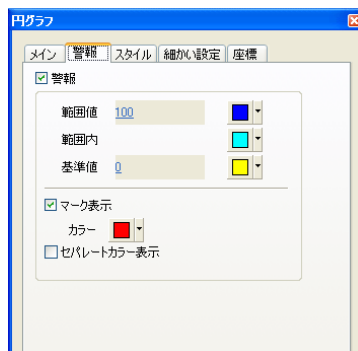 円グラフ
メイン 警報 スタイル 細かい設定 座標
警報
範囲値 100
範囲内
基準値 0
マーク表示
カラー
セパレートカラー表示